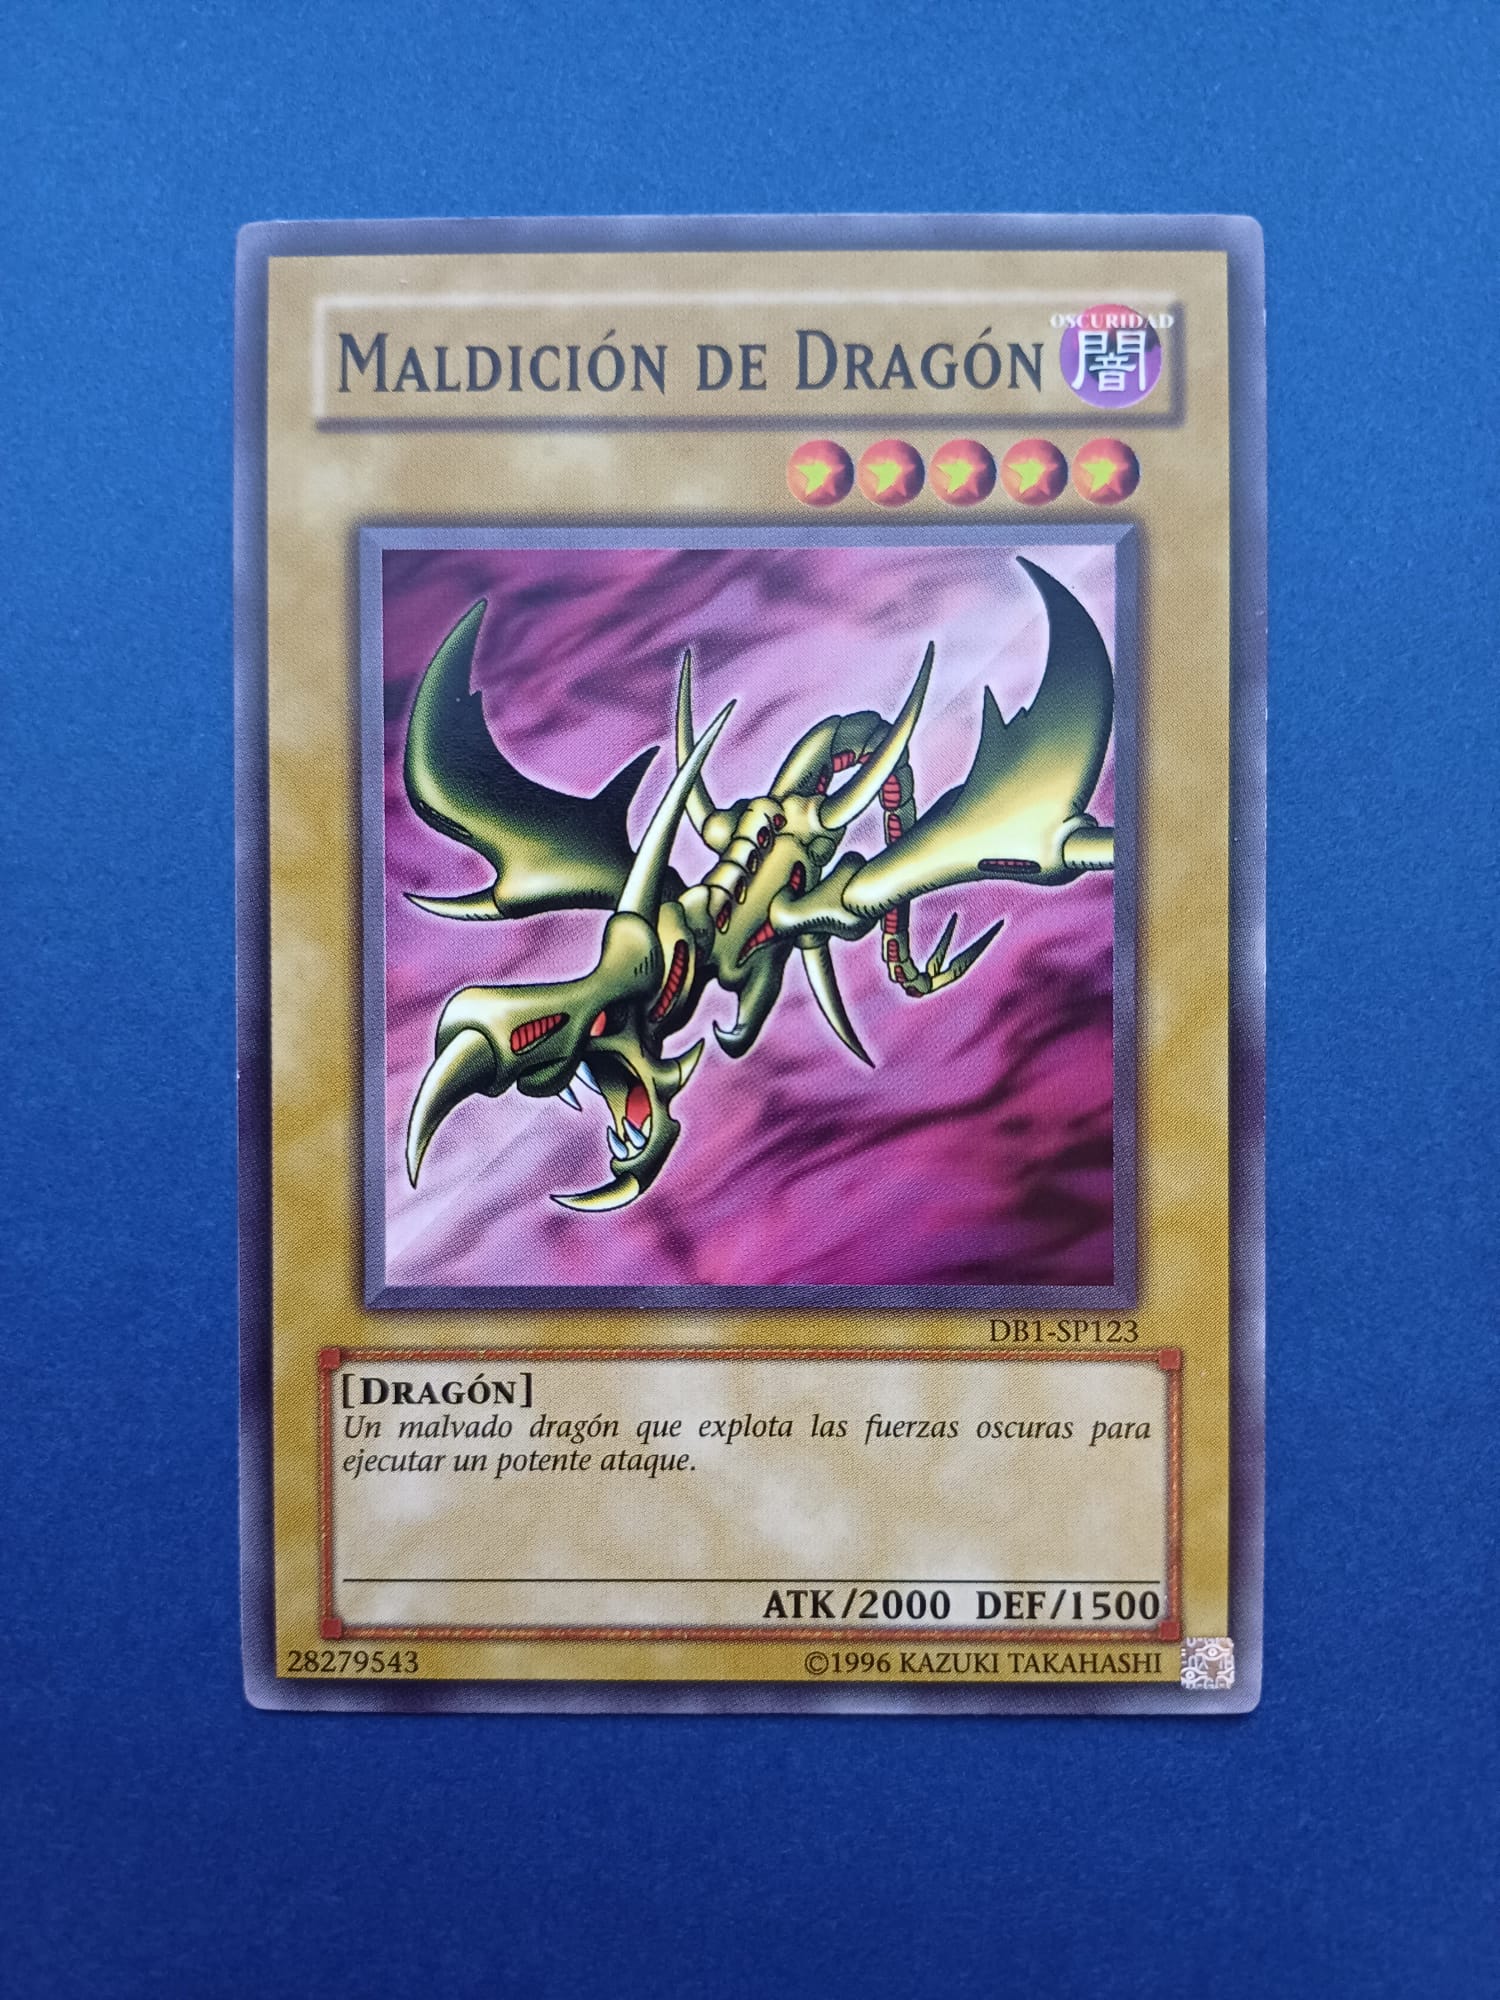 MALDICIÓN DE DRAGÓN
OSCURIDAD
闇
DB1-SP123
[DRAGÓN]
Un malvado dragón que explota las fuerzas oscuras para
ejecutar un potente ataque.
ATK/2000 DEF/1500
28279543
©1996 KAZUKI TAKAHASHI